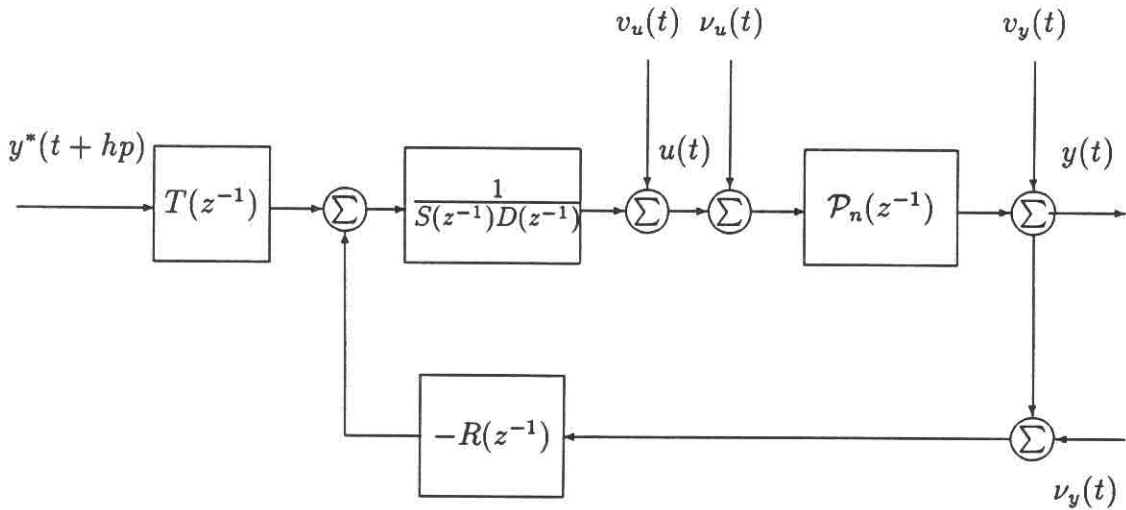 v_u(t) ν_u(t) v_y(t)
y*(t + hp) u(t) y(t)
T(z⁻¹) Σ 1 / S(z⁻¹)D(z⁻¹) Σ Σ 𝒫_n(z⁻¹) Σ
−R(z⁻¹) Σ
ν_y(t)